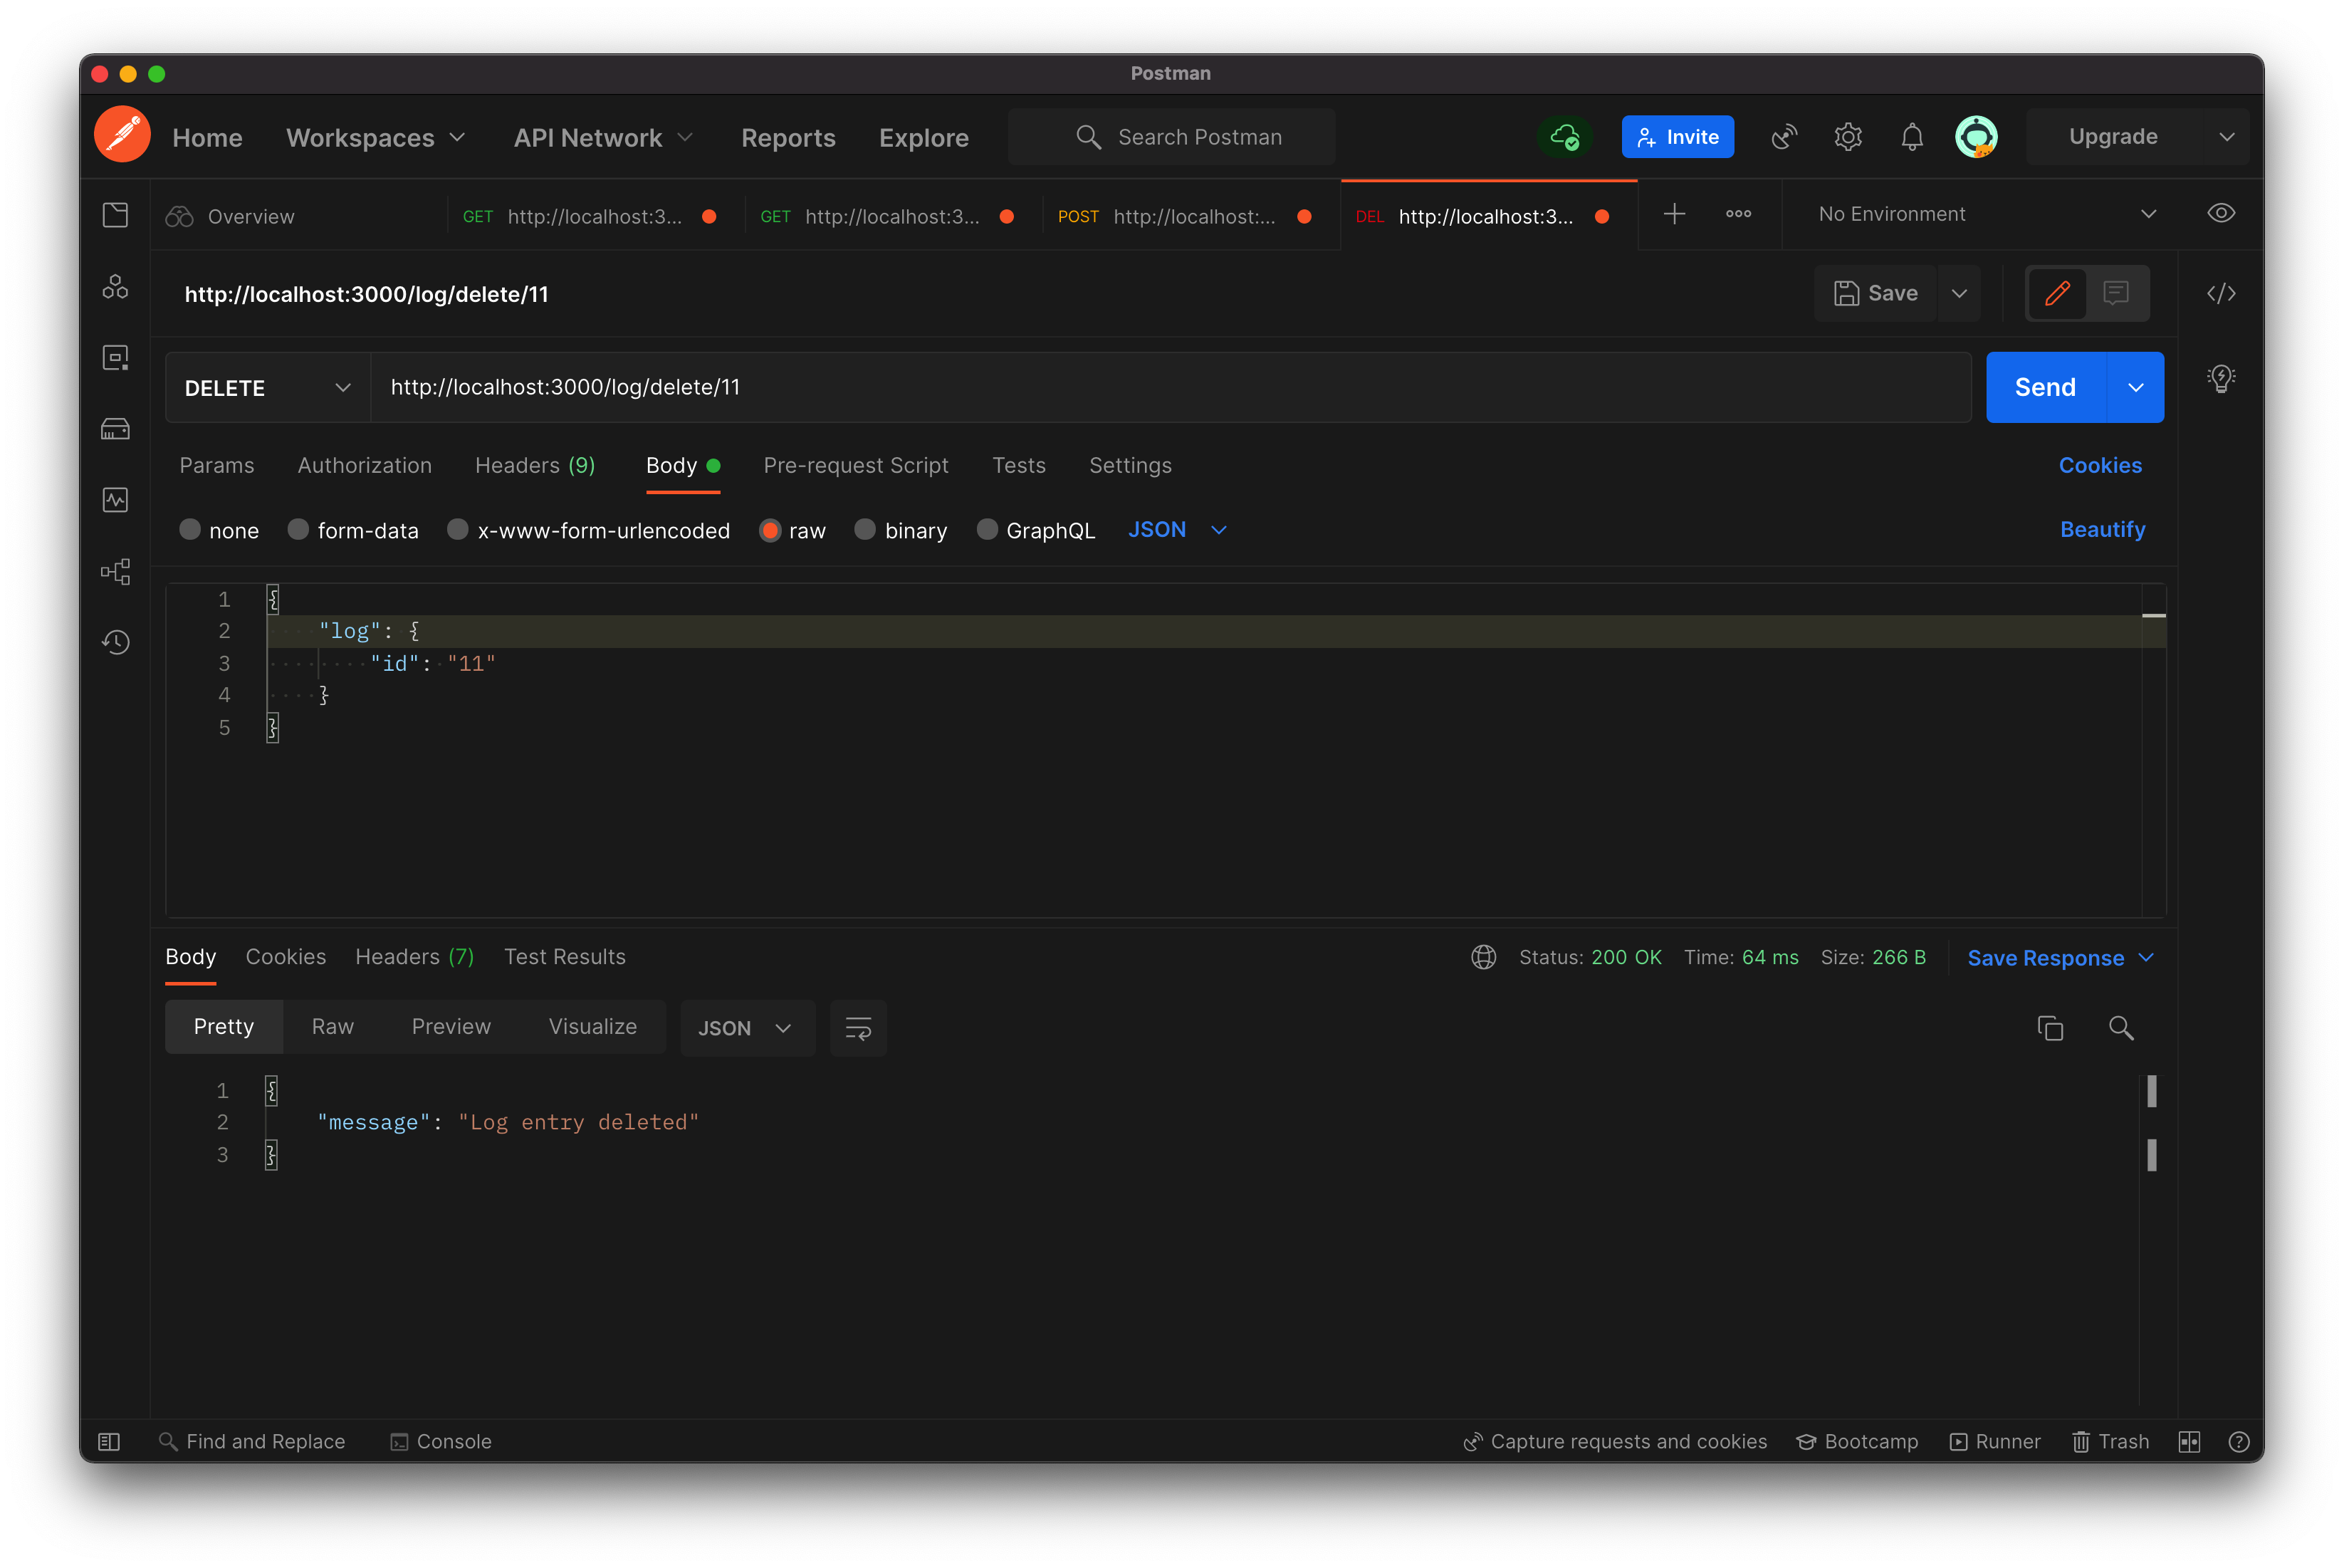 Postman
Home Workspaces API Network Reports Explore Search Postman Invite Upgrade
Overview GET http://localhost:3... GET http://localhost:3... POST http://localhost:... DEL http://localhost:3... No Environment
http://localhost:3000/log/delete/11 Save
DELETE http://localhost:3000/log/delete/11 Send
Params Authorization Headers (9) Body Pre-request Script Tests Settings Cookies
none form-data x-www-form-urlencoded raw binary GraphQL JSON Beautify
1 {
2 "log": {
3 "id": "11"
4 }
5 }
Body Cookies Headers (7) Test Results Status: 200 OK Time: 64 ms Size: 266 B Save Response
Pretty Raw Preview Visualize JSON
1 {
2 "message": "Log entry deleted"
3 }
Find and Replace Console Capture requests and cookies Bootcamp Runner Trash